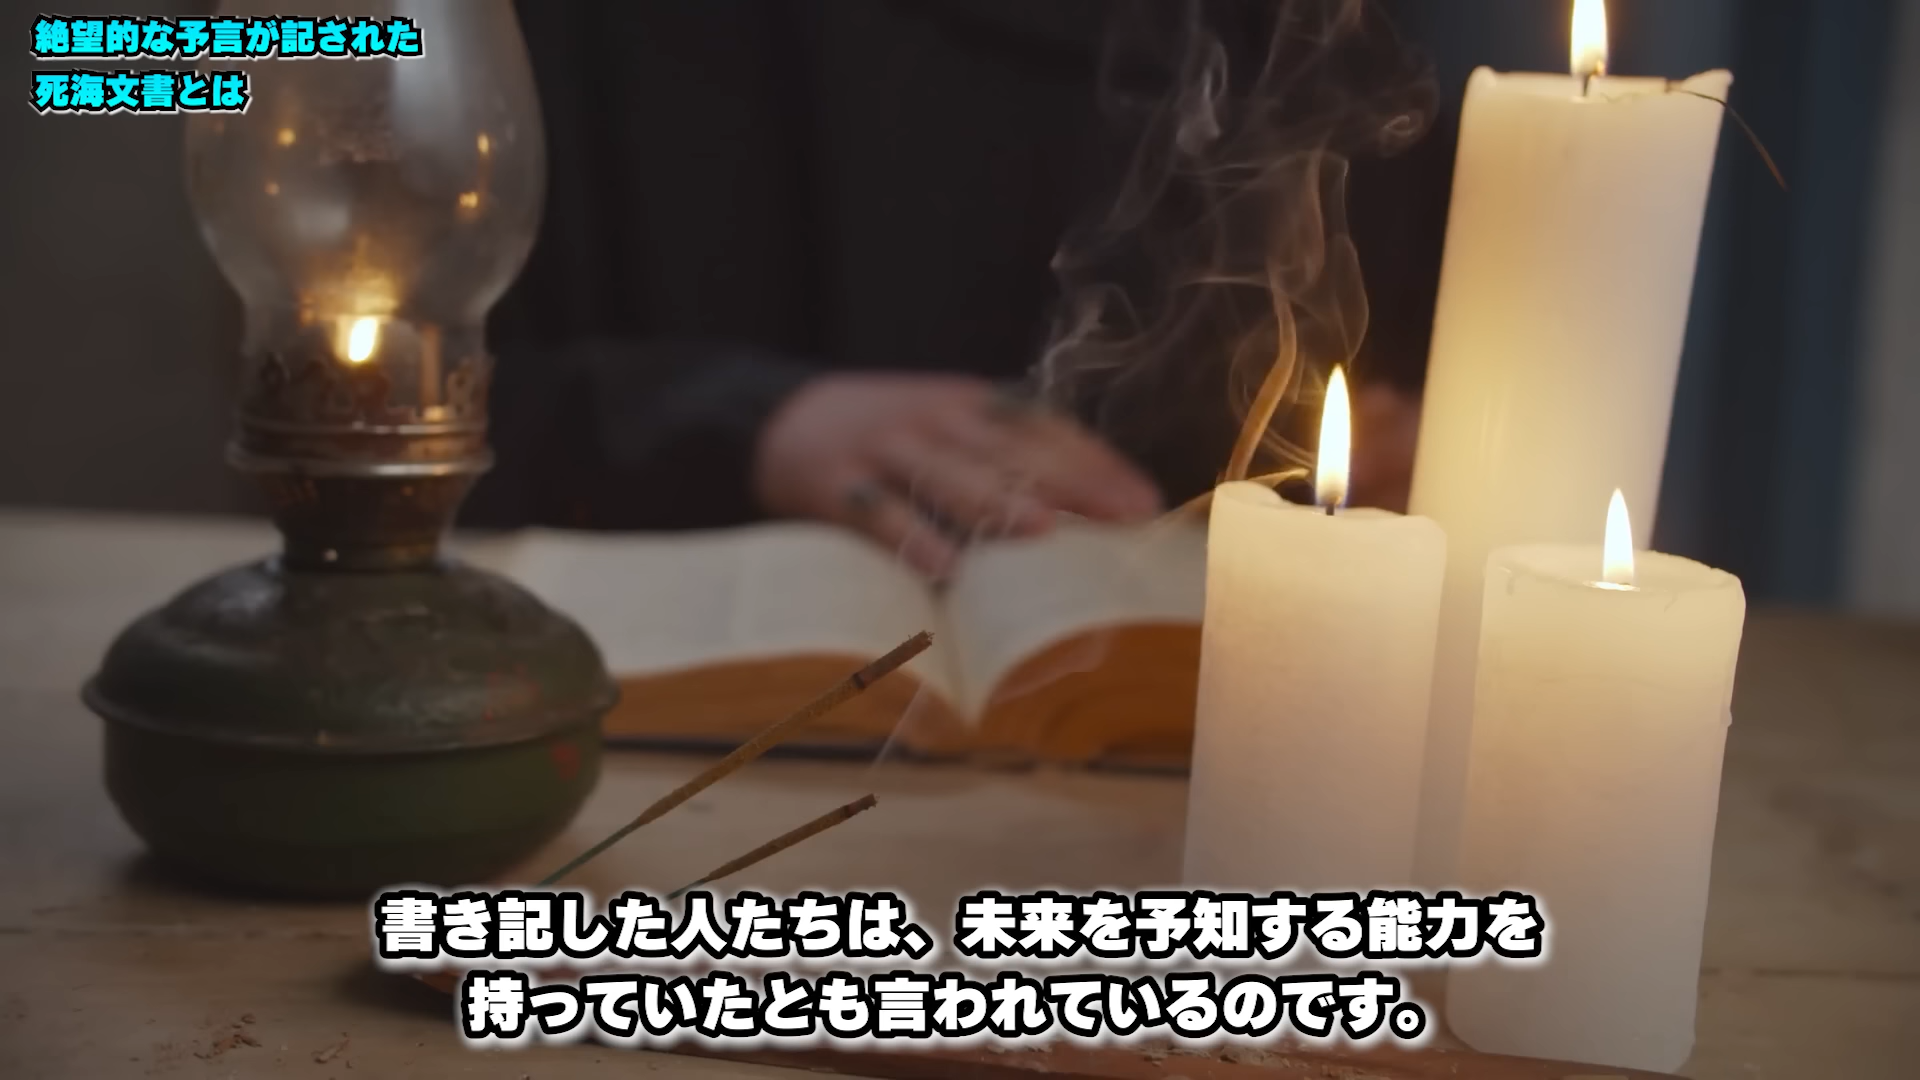 絶望的な予言が記された
死海文書とは
書き記した人たちは、未来を予知する能力を
持っていたとも言われているのです。